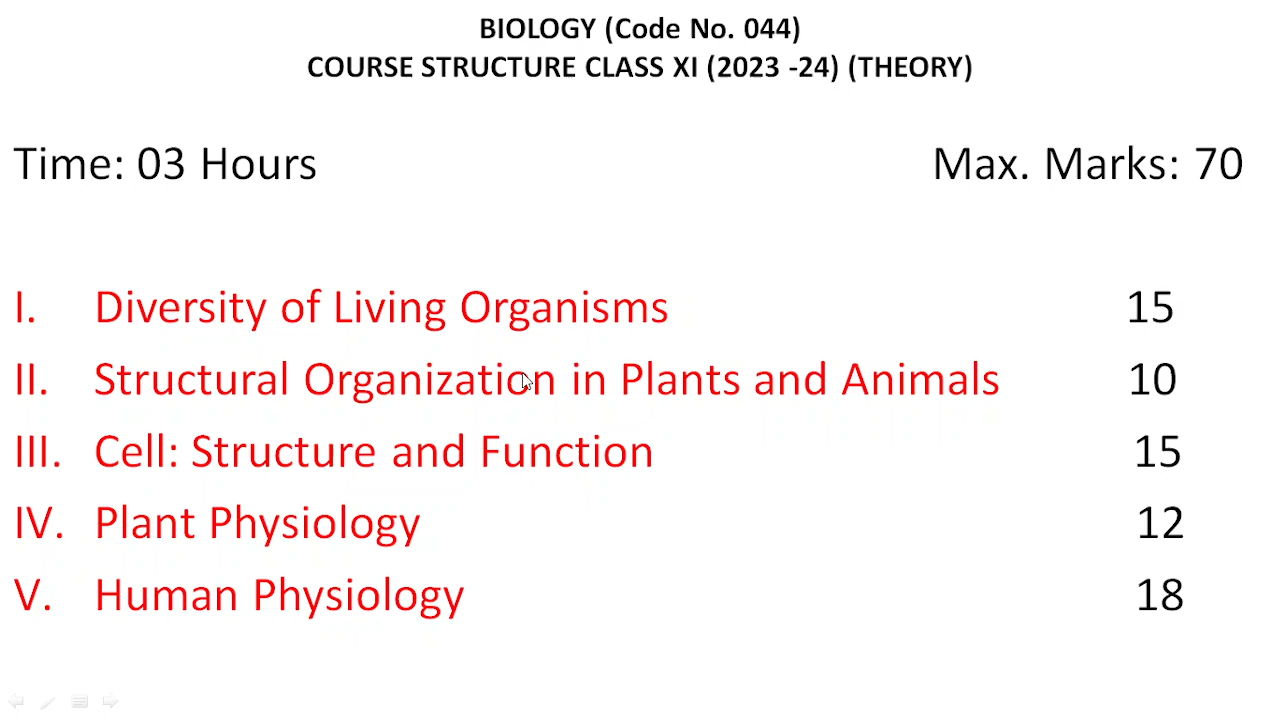 BIOLOGY (Code No. 044)
COURSE STRUCTURE CLASS XI (2023 -24) (THEORY)
Time: 03 Hours Max. Marks: 70
I. Diversity of Living Organisms 15
II. Structural Organization in Plants and Animals 10
III. Cell: Structure and Function 15
IV. Plant Physiology 12
V. Human Physiology 18